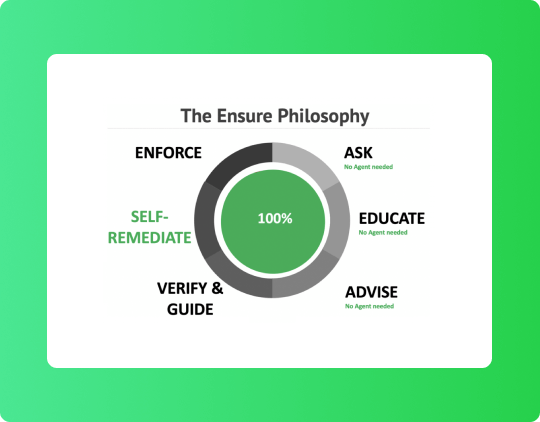 The Ensure Philosophy
ENFORCE
ASK
No Agent needed
SELF-
REMEDIATE
100%
EDUCATE
No Agent needed
VERIFY &
GUIDE
ADVISE
No Agent needed